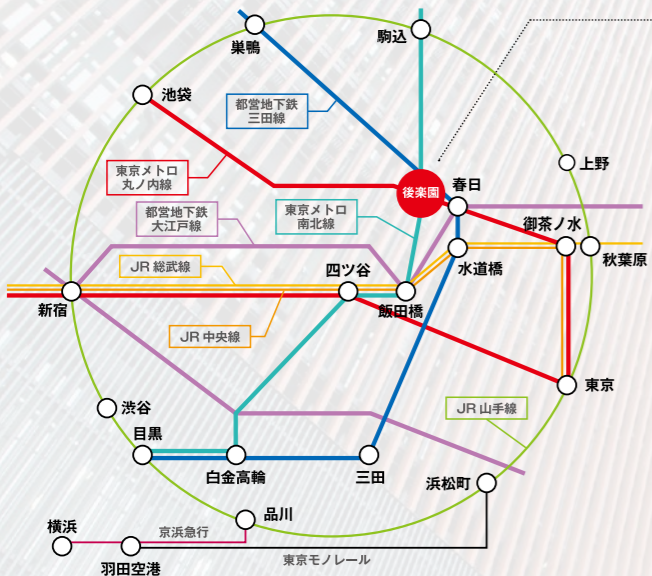 巣鴨
駒込
池袋
都営地下鉄
三田線
上野
東京メトロ
丸ノ内線
後楽園
春日
都営地下鉄
大江戸線
東京メトロ
南北線
御茶ノ水
秋葉原
水道橋
JR 総武線
四ツ谷
新宿
飯田橋
JR 中央線
東京
渋谷
JR 山手線
目黒
白金高輪
三田
浜松町
品川
横浜
京浜急行
羽田空港
東京モノレール